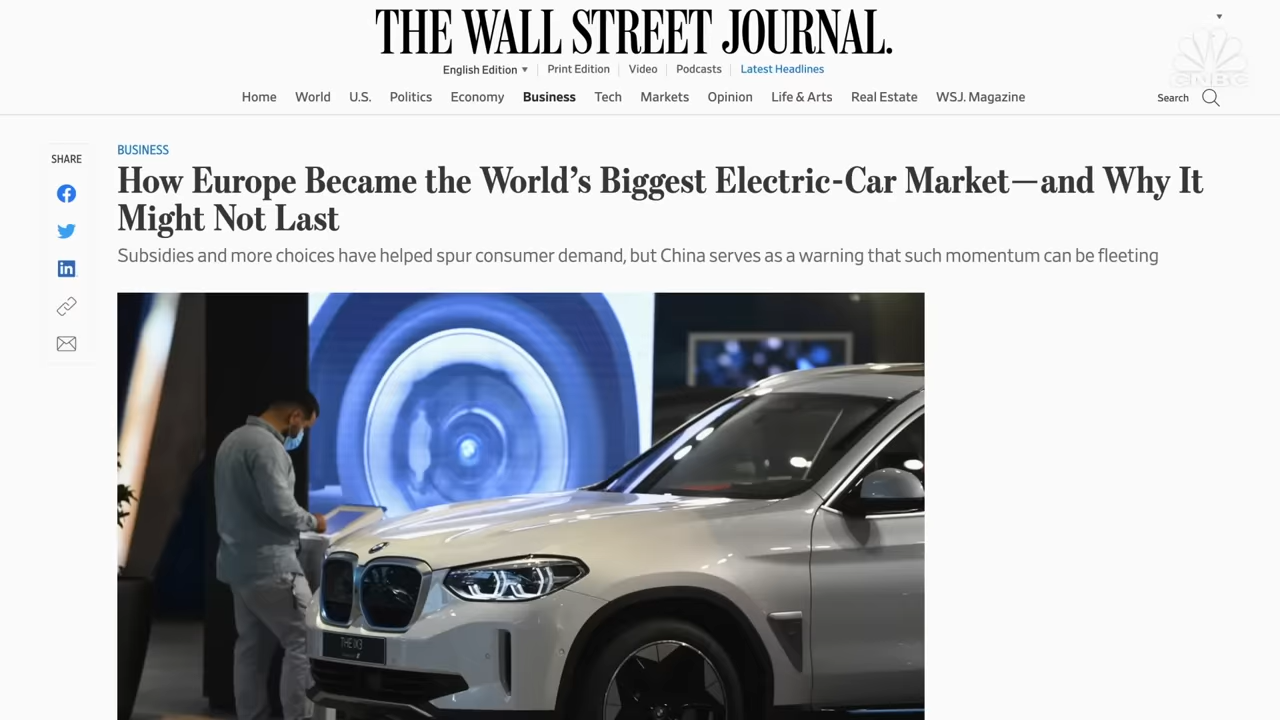 THE WALL STREET JOURNAL.
English Edition Print Edition Video Podcasts Latest Headlines
CNBC
Home World U.S. Politics Economy Business Tech Markets Opinion Life & Arts Real Estate WSJ. Magazine Search
BUSINESS
SHARE
How Europe Became the World's Biggest Electric-Car Market—and Why It
Might Not Last
Subsidies and more choices have helped spur consumer demand, but China serves as a warning that such momentum can be fleeting
THE iX3